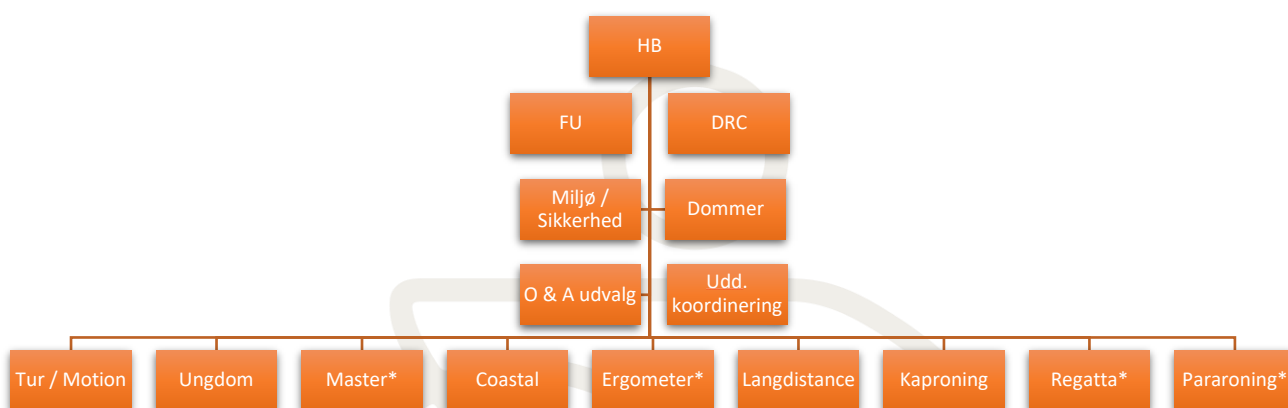 HB
FU
DRC
Miljø /
Sikkerhed
Dommer
O & A udvalg
Udd.
koordinering
Tur / Motion
Ungdom
Master*
Coastal
Ergometer*
Langdistance
Kaproning
Regatta*
Pararoning*